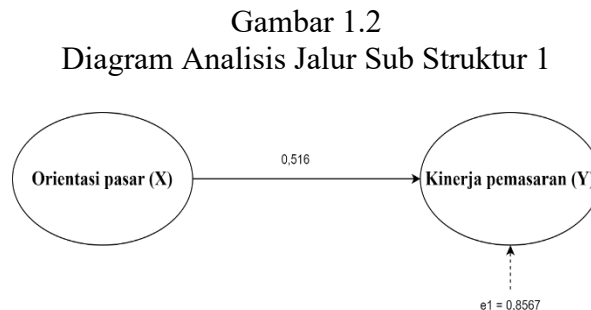 Gambar 1.2
Diagram Analisis Jalur Sub Struktur 1
0,516
Orientasi pasar (X)
Kinerja pemasaran (Y)
e1 = 0.8567